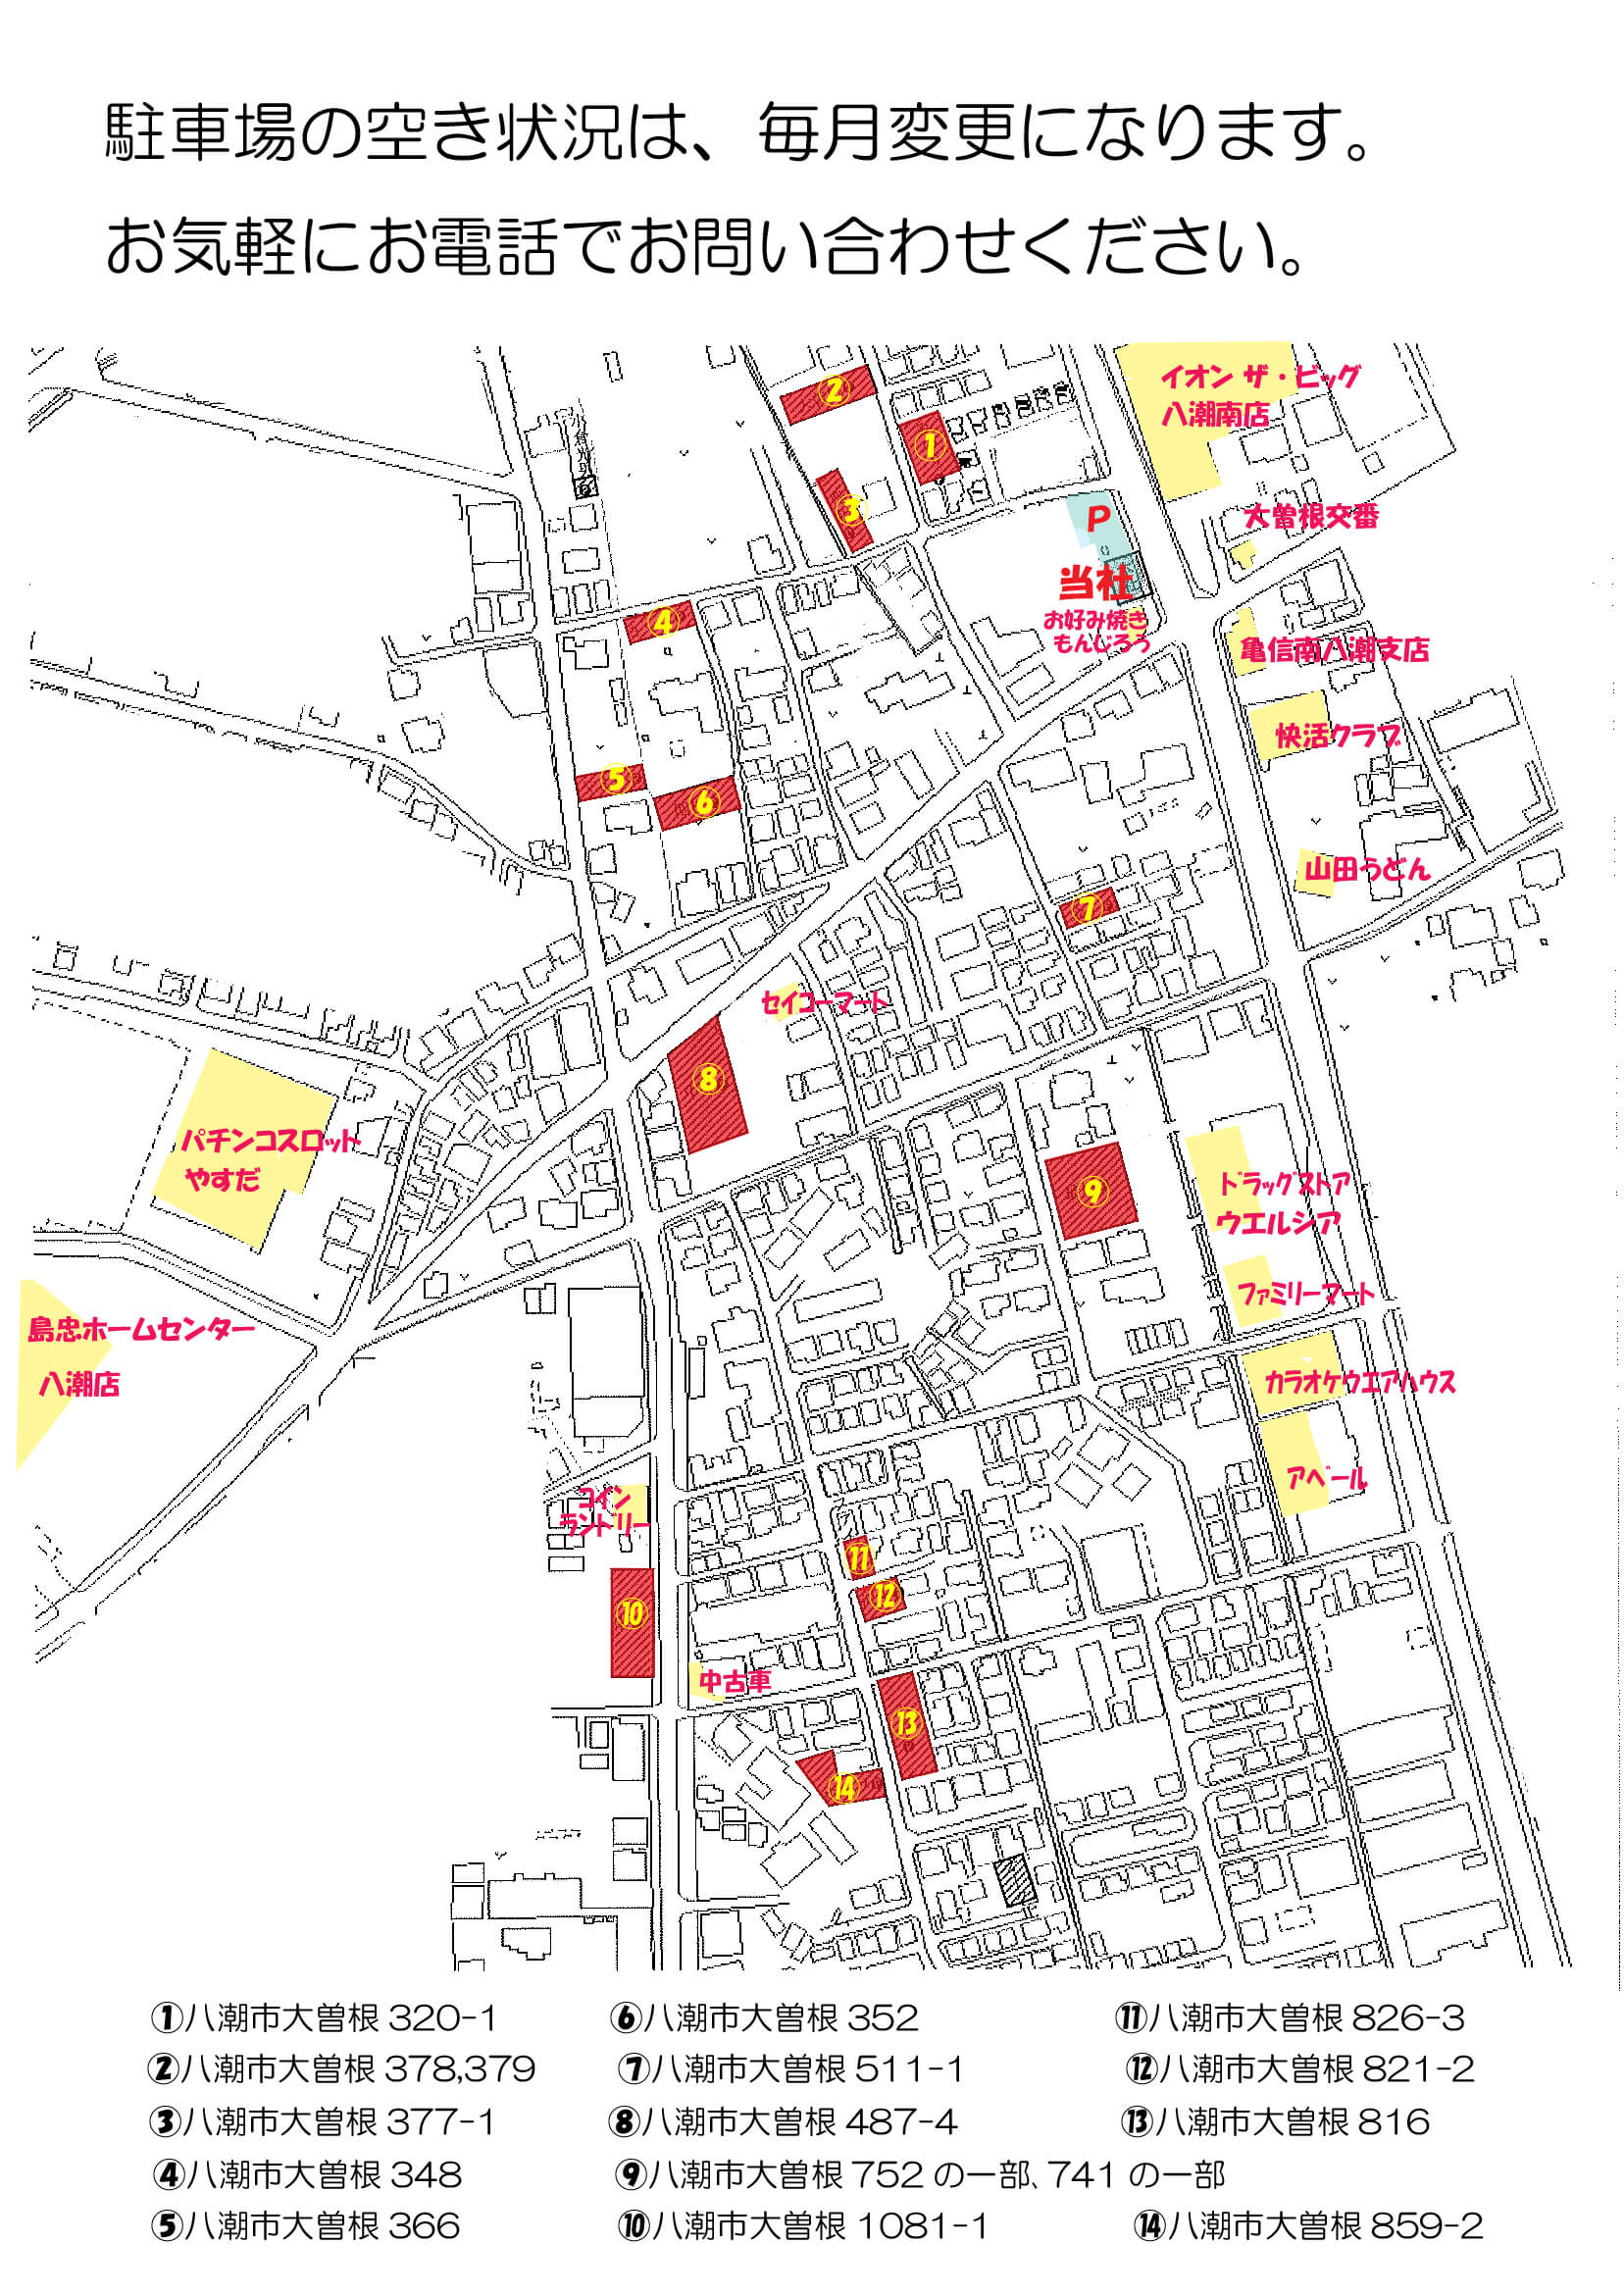 駐車場の空き状況は、毎月変更になります。
お気軽にお電話でお問い合わせください。
イオン ザ・ビッグ
八潮南店
②
①
③
大曽根交番
P
当社
お好み焼き
もんじろう
④
亀信南八潮支店
快活クラブ
⑤
⑥
山田うどん
⑦
セイコーマート
⑧
パチンコスロット
やすだ
⑨
ドラッグストア
ウエルシア
ファミリーマート
島忠ホームセンター
八潮店
カラオケウエアハウス
アベール
コイン
ランドリー
⑪
⑫
⑩
中古車
⑬
⑭
①八潮市大曽根 320-1
②八潮市大曽根 378,379
③八潮市大曽根 377-1
④八潮市大曽根 348
⑤八潮市大曽根 366
⑥八潮市大曽根 352
⑦八潮市大曽根 511-1
⑧八潮市大曽根 487-4
⑨八潮市大曽根 752 の一部、741 の一部
⑩八潮市大曽根 1081-1
⑪八潮市大曽根 826-3
⑫八潮市大曽根 821-2
⑬八潮市大曽根 816
⑭八潮市大曽根 859-2